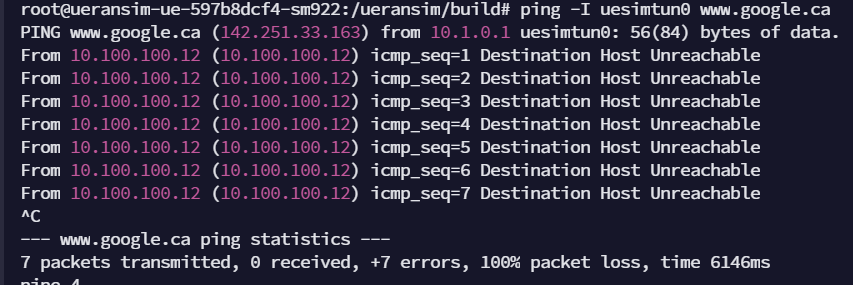 root@ueransim-ue-597b8dcf4-sm922:/ueransim/build# ping -I uesimtun0 www.google.ca
PING www.google.ca (142.251.33.163) from 10.1.0.1 uesimtun0: 56(84) bytes of data.
From 10.100.100.12 (10.100.100.12) icmp_seq=1 Destination Host Unreachable
From 10.100.100.12 (10.100.100.12) icmp_seq=2 Destination Host Unreachable
From 10.100.100.12 (10.100.100.12) icmp_seq=3 Destination Host Unreachable
From 10.100.100.12 (10.100.100.12) icmp_seq=4 Destination Host Unreachable
From 10.100.100.12 (10.100.100.12) icmp_seq=5 Destination Host Unreachable
From 10.100.100.12 (10.100.100.12) icmp_seq=6 Destination Host Unreachable
From 10.100.100.12 (10.100.100.12) icmp_seq=7 Destination Host Unreachable
^C
--- www.google.ca ping statistics ---
7 packets transmitted, 0 received, +7 errors, 100% packet loss, time 6146ms